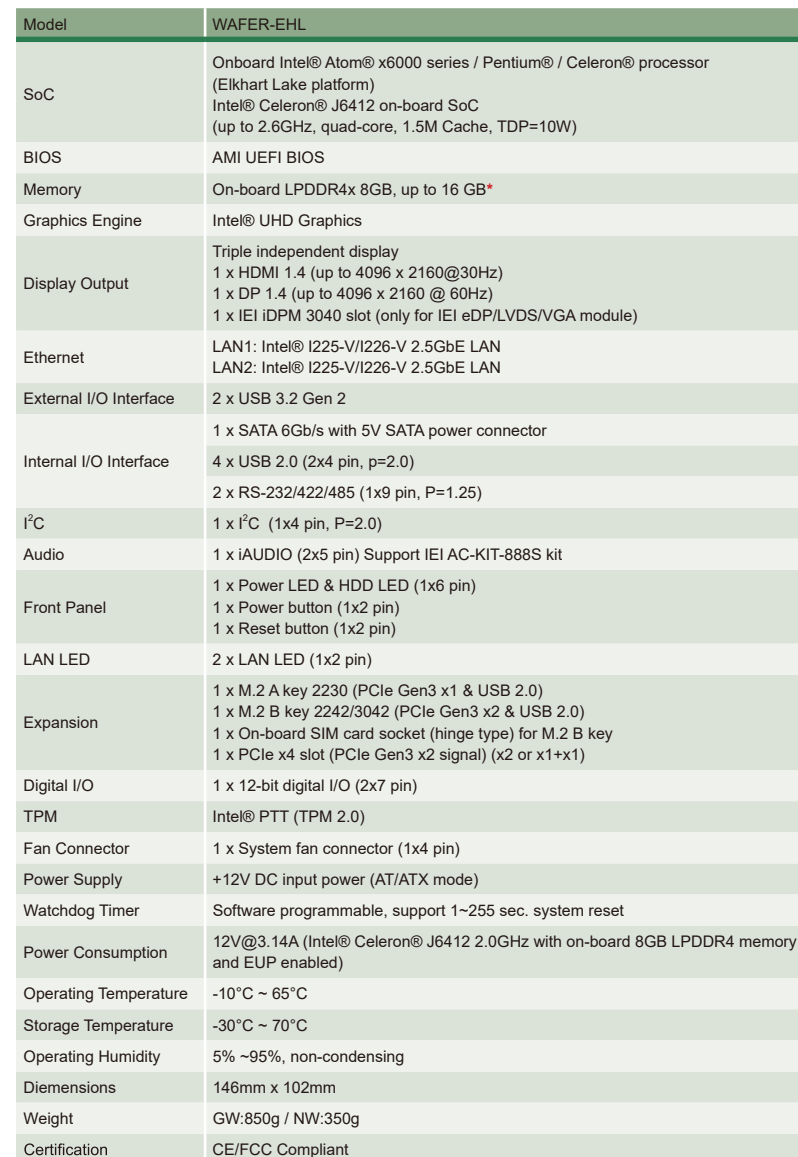 Model WAFER-EHL
SoC
Onboard Intel® Atom® x6000 series / Pentium® / Celeron® processor
(Elkhart Lake platform)
Intel® Celeron® J6412 on-board SoC
(up to 2.6GHz, quad-core, 1.5M Cache, TDP=10W)
BIOS AMI UEFI BIOS
Memory On-board LPDDR4x 8GB, up to 16 GB*
Graphics Engine Intel® UHD Graphics
Display Output
Triple independent display
1 x HDMI 1.4 (up to 4096 x 2160@30Hz)
1 x DP 1.4 (up to 4096 x 2160 @ 60Hz)
1 x IEI iDPM 3040 slot (only for IEI eDP/LVDS/VGA module)
Ethernet
LAN1: Intel® I225-V/I226-V 2.5GbE LAN
LAN2: Intel® I225-V/I226-V 2.5GbE LAN
External I/O Interface 2 x USB 3.2 Gen 2
Internal I/O Interface
1 x SATA 6Gb/s with 5V SATA power connector
4 x USB 2.0 (2x4 pin, p=2.0)
2 x RS-232/422/485 (1x9 pin, P=1.25)
I²C 1 x I²C (1x4 pin, P=2.0)
Audio 1 x iAUDIO (2x5 pin) Support IEI AC-KIT-888S kit
Front Panel
1 x Power LED & HDD LED (1x6 pin)
1 x Power button (1x2 pin)
1 x Reset button (1x2 pin)
LAN LED 2 x LAN LED (1x2 pin)
Expansion
1 x M.2 A key 2230 (PCIe Gen3 x1 & USB 2.0)
1 x M.2 B key 2242/3042 (PCIe Gen3 x2 & USB 2.0)
1 x On-board SIM card socket (hinge type) for M.2 B key
1 x PCIe x4 slot (PCIe Gen3 x2 signal) (x2 or x1+x1)
Digital I/O 1 x 12-bit digital I/O (2x7 pin)
TPM Intel® PTT (TPM 2.0)
Fan Connector 1 x System fan connector (1x4 pin)
Power Supply +12V DC input power (AT/ATX mode)
Watchdog Timer Software programmable, support 1~255 sec. system reset
Power Consumption
12V@3.14A (Intel® Celeron® J6412 2.0GHz with on-board 8GB LPDDR4 memory
and EUP enabled)
Operating Temperature -10°C ~ 65°C
Storage Temperature -30°C ~ 70°C
Operating Humidity 5% ~95%, non-condensing
Diemensions 146mm x 102mm
Weight GW:850g / NW:350g
Certification CE/FCC Compliant